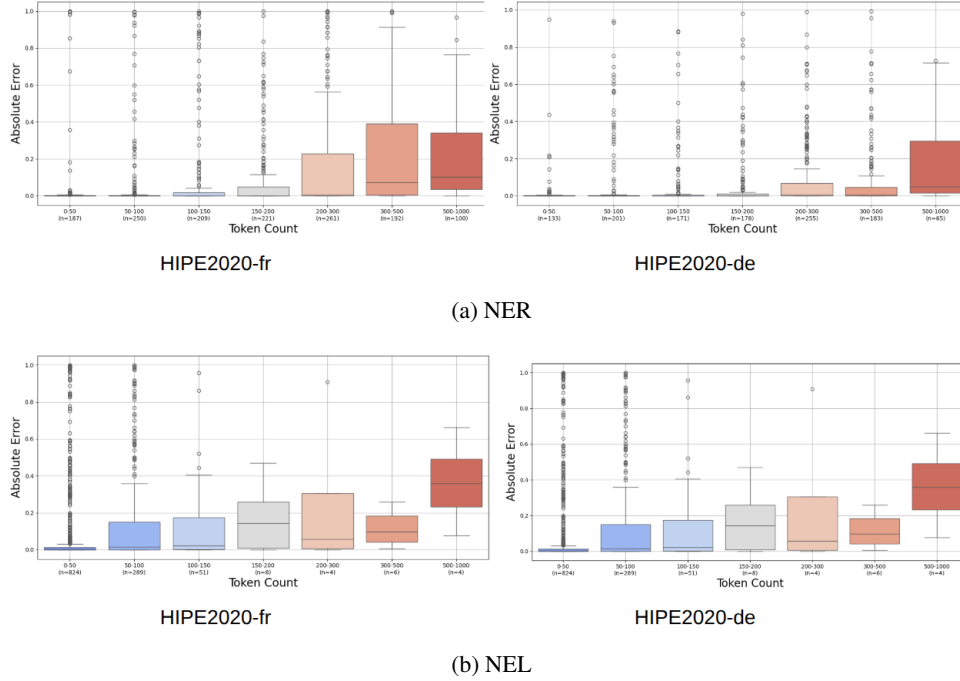 1.0 1.0
0.8 0.8
0.6 0.6
0.4 0.4
0.2 0.2
0.0 0.0
Absolute Error Absolute Error
0-50 50-100 100-150 150-200 200-300 300-500 500-1000 0-50 50-100 100-150 150-200 200-300 300-500 500-1000
(n=187) (n=250) (n=209) (n=221) (n=261) (n=192) (n=100) (n=133) (n=201) (n=171) (n=178) (n=255) (n=183) (n=65)
Token Count Token Count
HIPE2020-fr HIPE2020-de
(a) NER
1.0 1.0
0.8 0.8
0.6 0.6
0.4 0.4
0.2 0.2
0.0 0.0
Absolute Error Absolute Error
0-50 50-100 100-150 150-200 200-300 300-500 500-1000 0-50 50-100 100-150 150-200 200-300 300-500 500-1000
(n=824) (n=289) (n=51) (n=8) (n=4) (n=6) (n=4) (n=824) (n=289) (n=51) (n=8) (n=4) (n=6) (n=4)
Token Count Token Count
HIPE2020-fr HIPE2020-de
(b) NEL